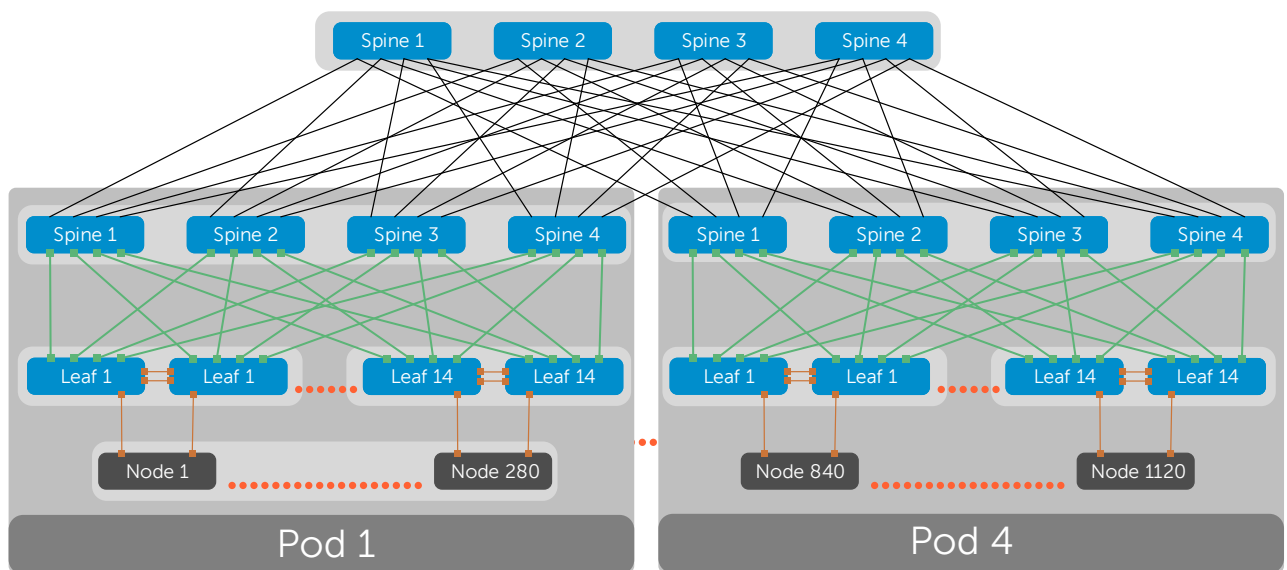 Spine 1
Spine 2
Spine 3
Spine 4
Spine 1
Spine 2
Spine 3
Spine 4
Spine 1
Spine 2
Spine 3
Spine 4
Leaf 1
Leaf 1
Leaf 14
Leaf 14
Leaf 1
Leaf 1
Leaf 14
Leaf 14
Node 1
Node 280
Node 840
Node 1120
Pod 1
Pod 4